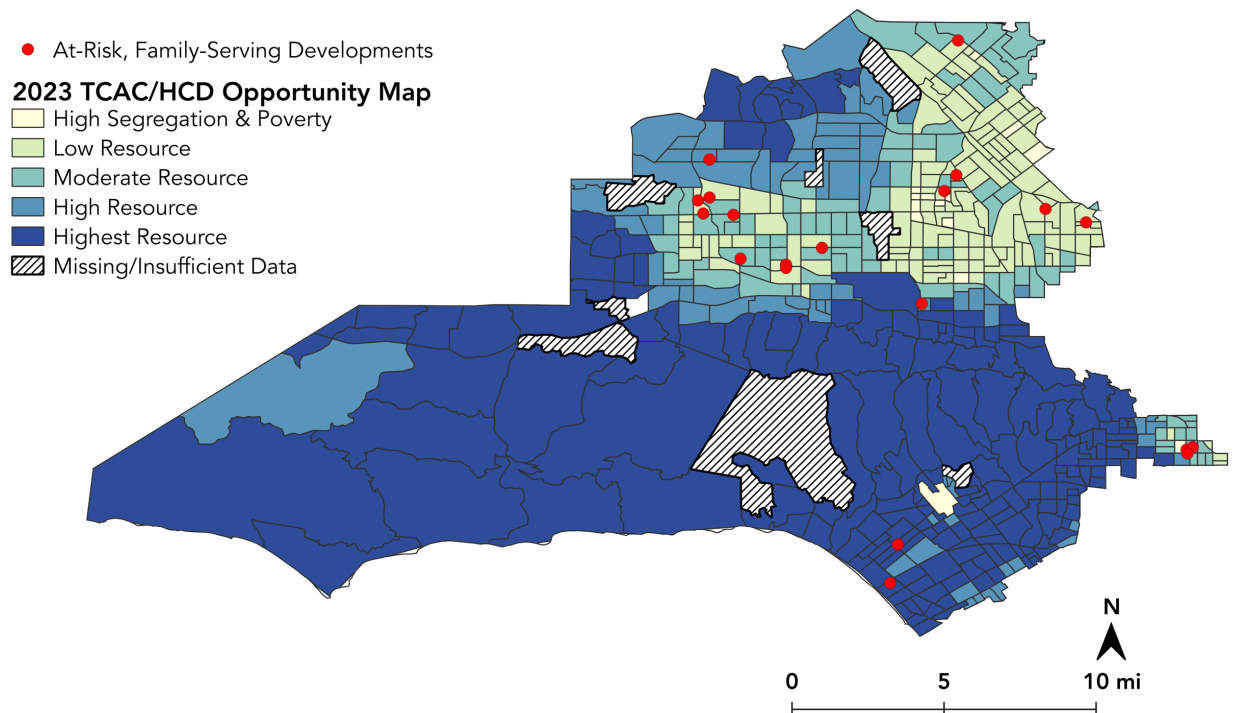 At-Risk, Family-Serving Developments
2023 TCAC/HCD Opportunity Map
High Segregation & Poverty
Low Resource
Moderate Resource
High Resource
Highest Resource
Missing/Insufficient Data
N
0 5 10 mi